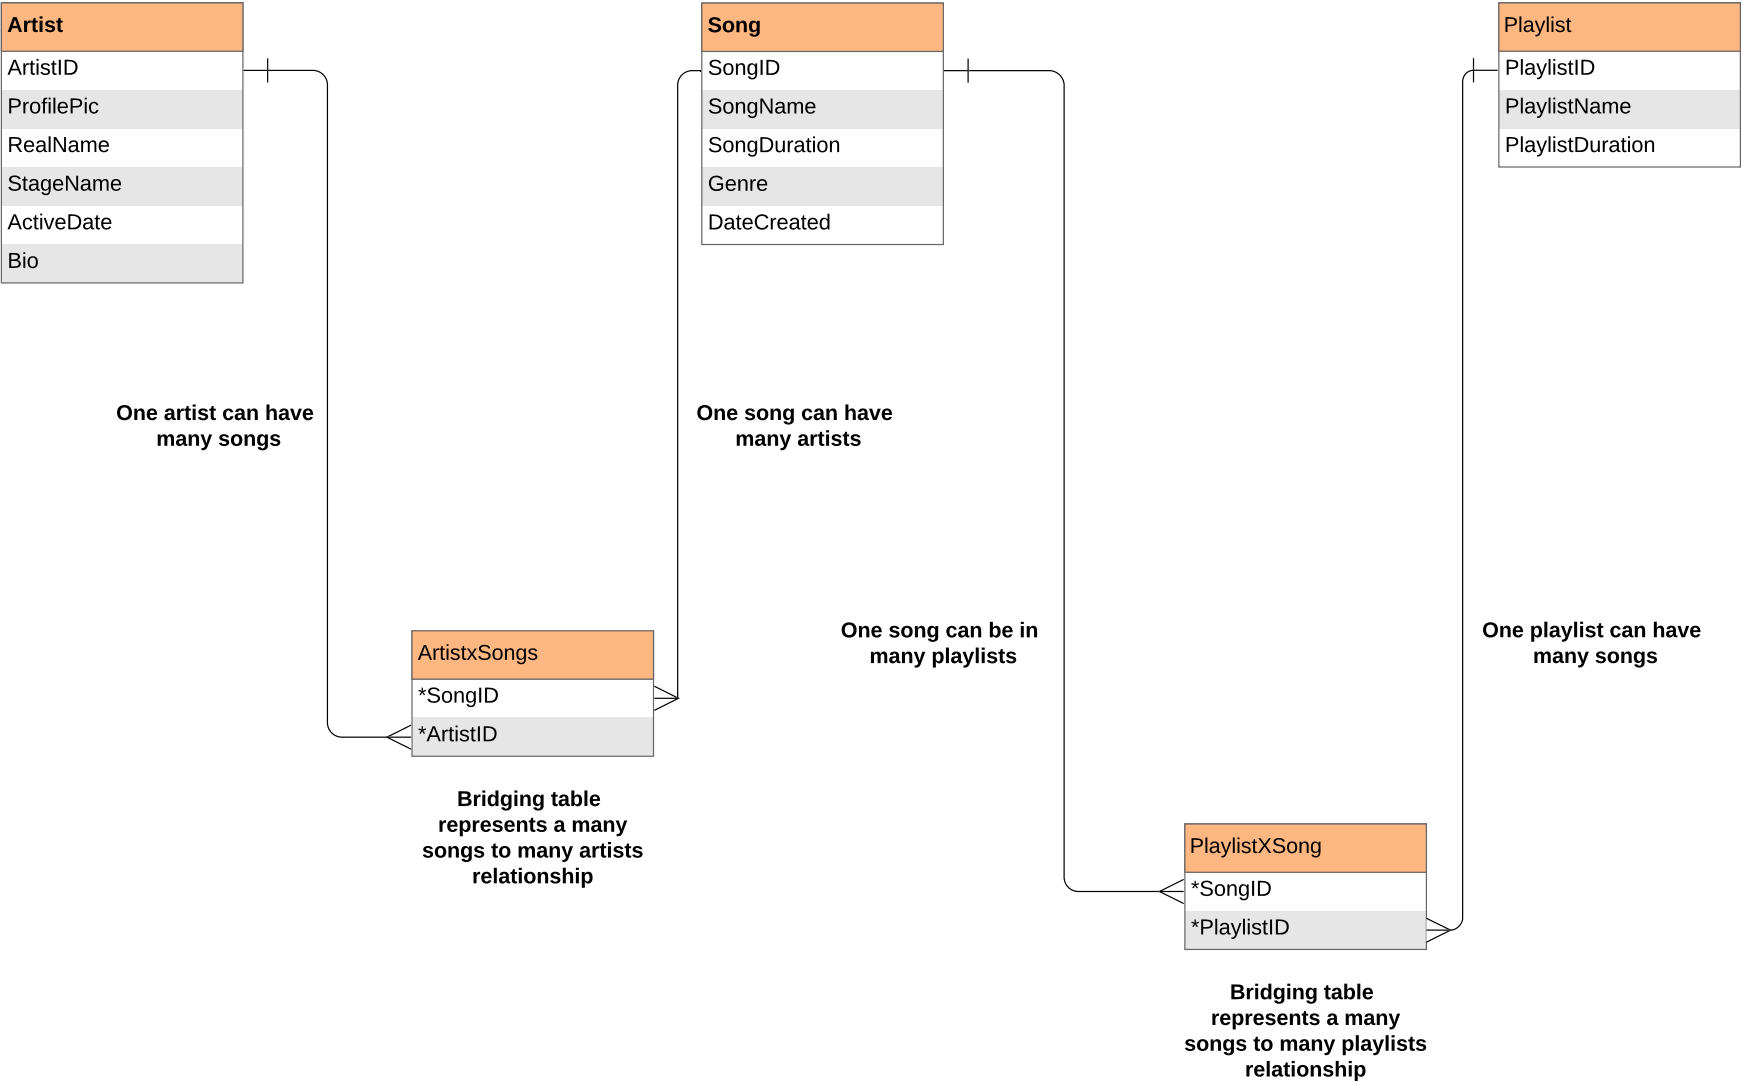 Artist
ArtistID
ProfilePic
RealName
StageName
ActiveDate
Bio
Song
SongID
SongName
SongDuration
Genre
DateCreated
Playlist
PlaylistID
PlaylistName
PlaylistDuration
One artist can have
many songs
One song can have
many artists
One song can be in
many playlists
One playlist can have
many songs
ArtistxSongs
*SongID
*ArtistID
Bridging table
represents a many
songs to many artists
relationship
PlaylistXSong
*SongID
*PlaylistID
Bridging table
represents a many
songs to many playlists
relationship